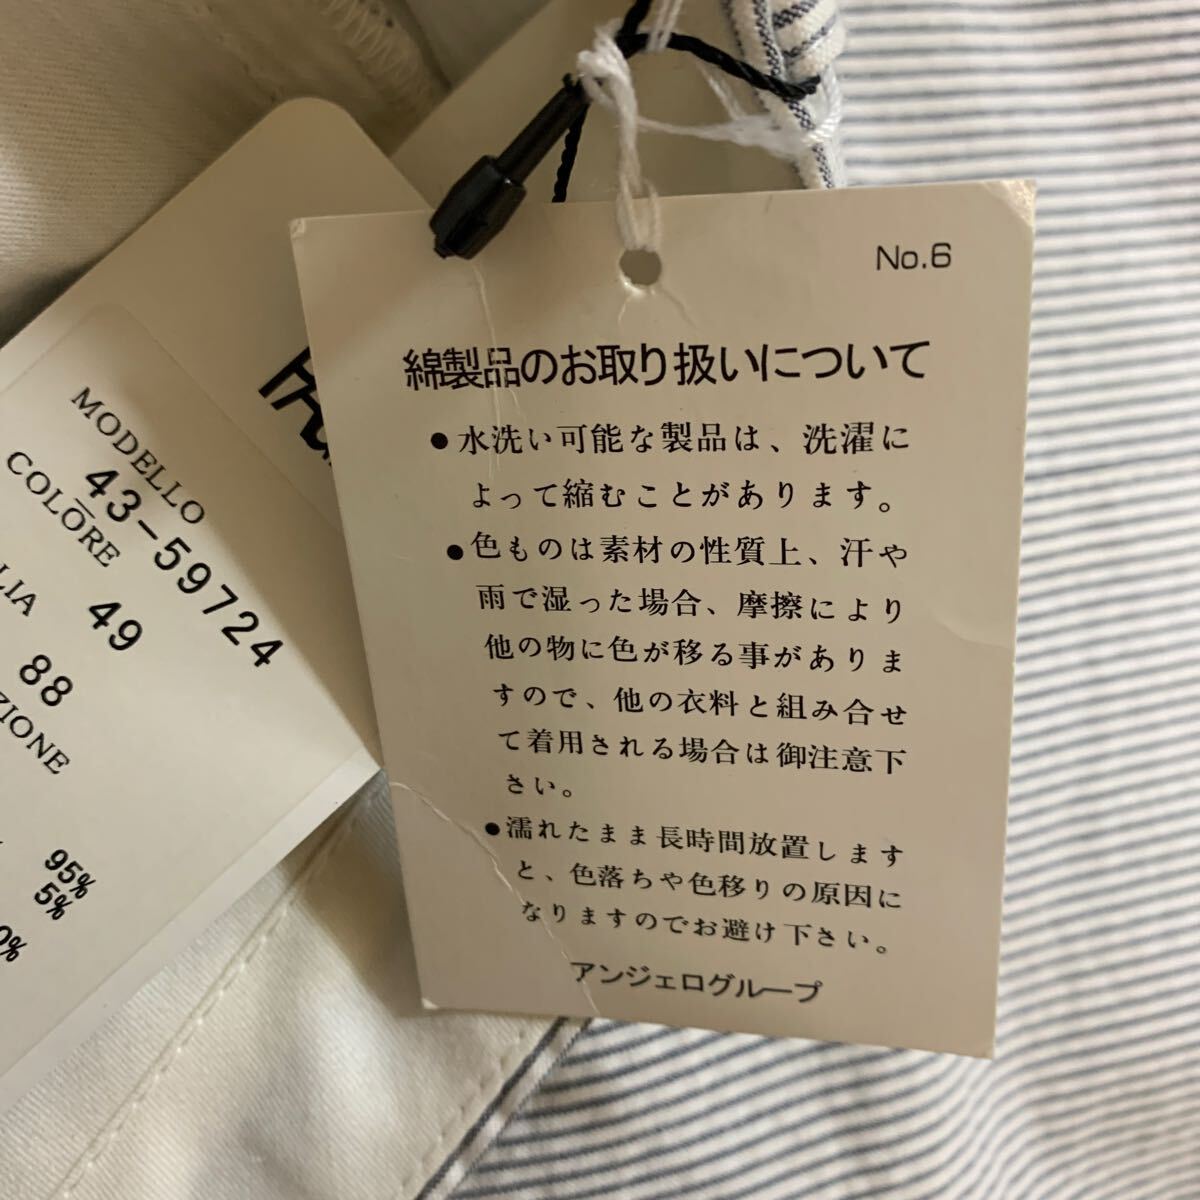 No.6
綿製品のお取り扱いについて
●水洗い可能な製品は、洗濯に
よって縮むことがあります。
●色ものは素材の性質上、汗や
雨で湿った場合、摩擦により
他の物に色が移る事がありま
すので、他の衣料と組み合せ
て着用される場合は御注意下
さい。
●濡れたまま長時間放置します
と、色落ちや色移りの原因に
なりますのでお避け下さい。
アンジェログループ
MODELLO
43-59724
COLORE
49
88
95%
5%